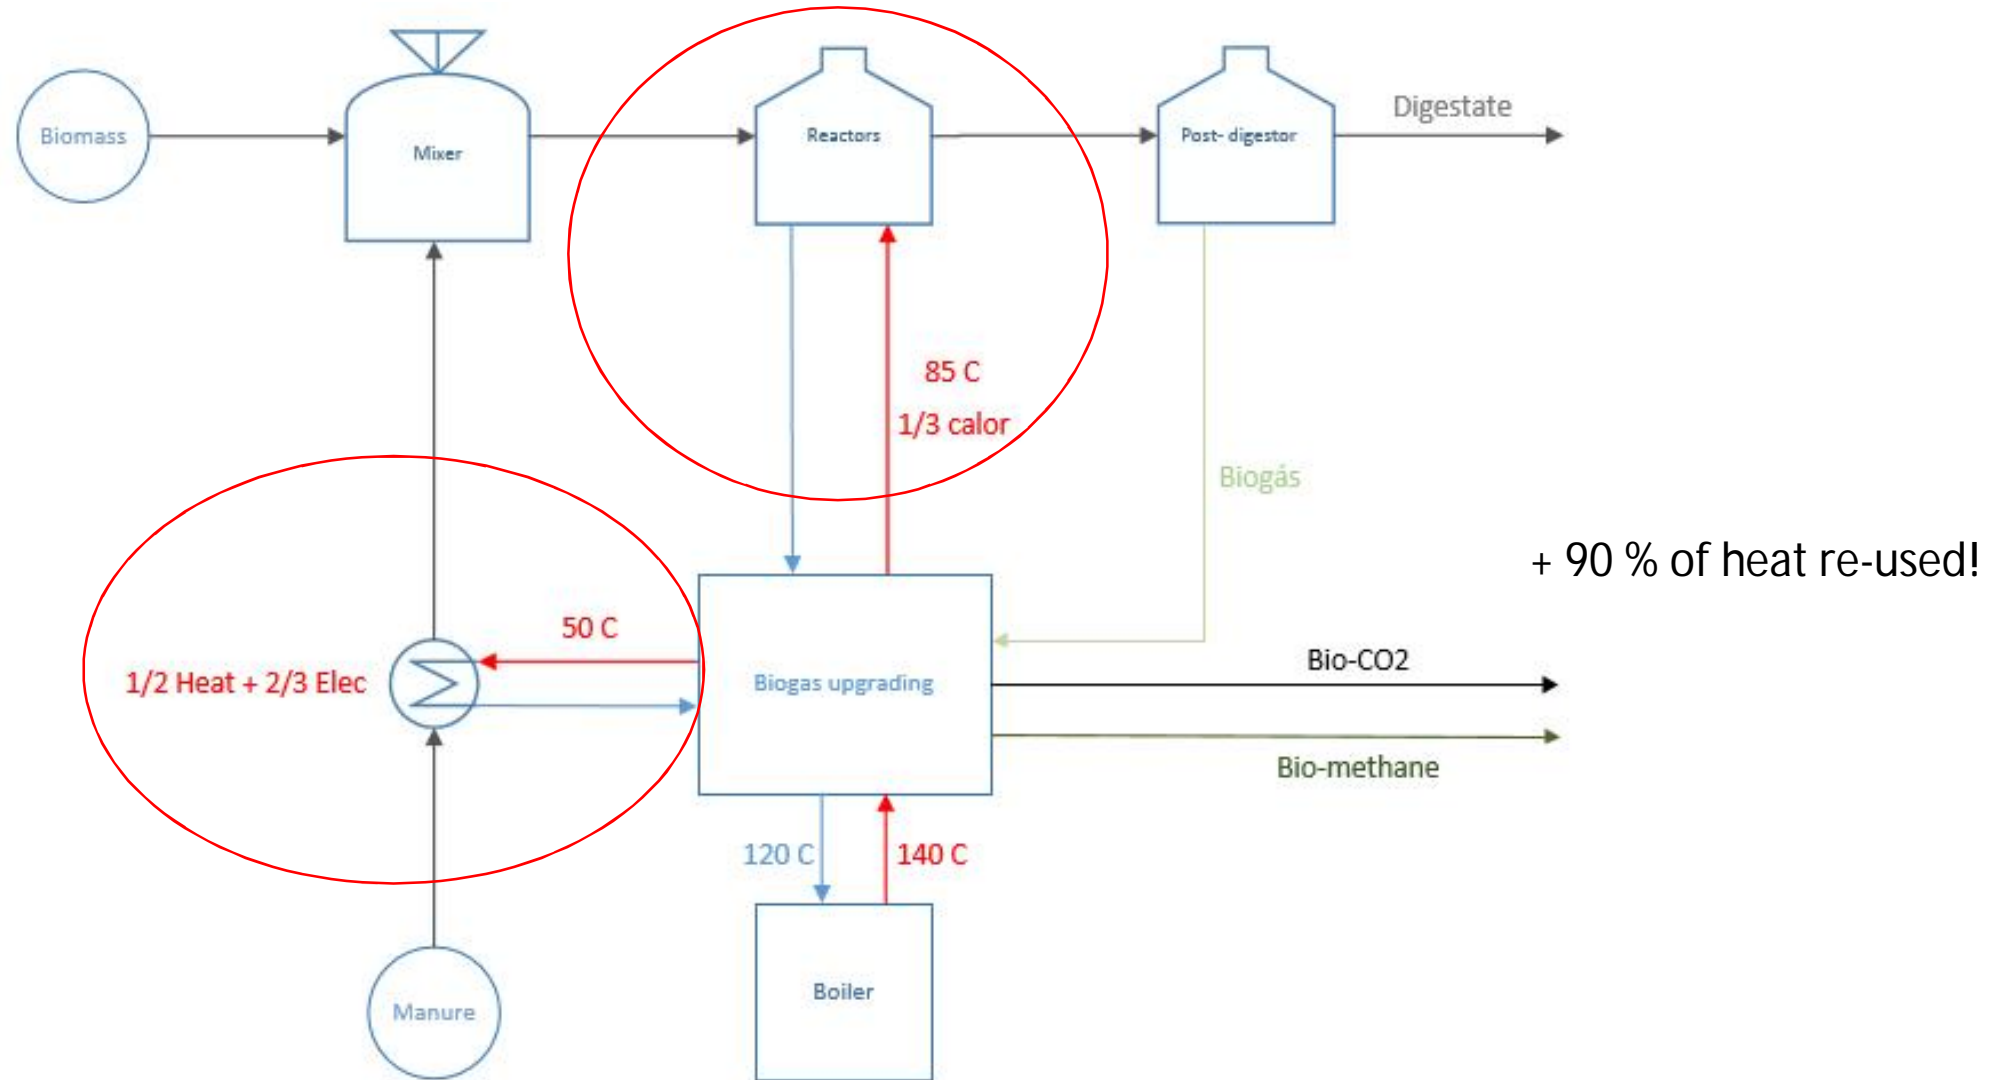 Biomass
Mixer
Reactors
Post- digestor
Digestate
85 C
1/3 calor
Biogás
+ 90 % of heat re-used!
50 C
1/2 Heat + 2/3 Elec
Biogas upgrading
Bio-CO2
Bio-methane
120 C
140 C
Boiler
Manure